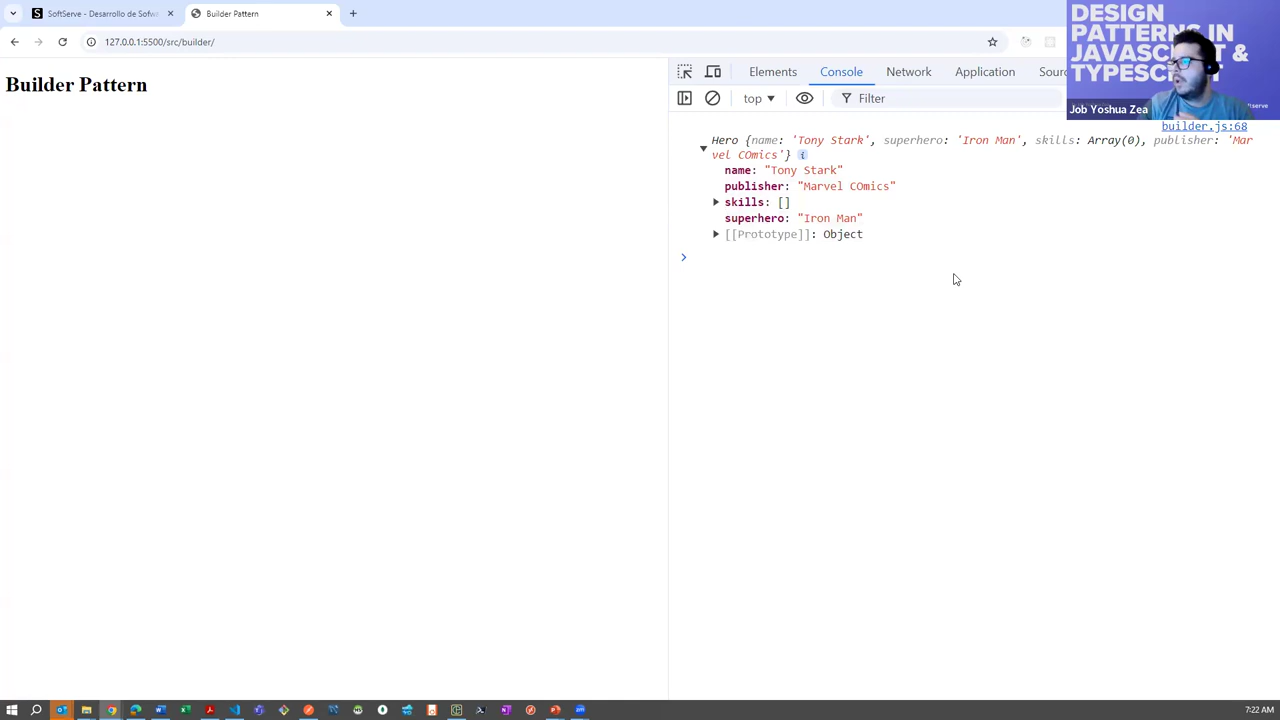 SoftServe - Desarrollo de Sofwa
Builder Pattern
127.0.0.1:5500/src/builder/
Builder Pattern
Elements
Console
Network
Application
Sour
top
Filter
DESIGN
PATTERNS IN
JAVASCRIPT &
TYPESCRIPT
Job Yoshua Zea
builder.js:68
Hero {name: 'Tony Stark', superhero: 'Iron Man', skills: Array(0), publisher: 'Mar
vel COmics'} i
name: "Tony Stark"
publisher: "Marvel COmics"
skills: []
superhero: "Iron Man"
[[Prototype]]: Object
7:22 AM